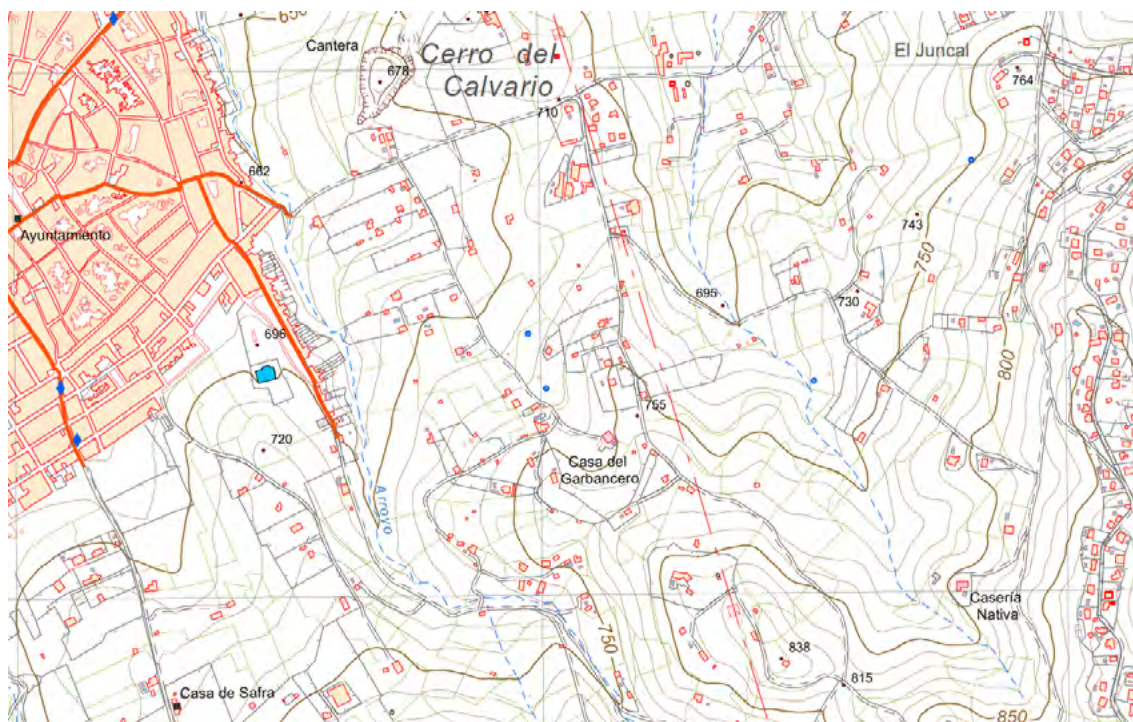 650
Cantera
678
Cerro del
Calvario
El Juncal
764
710
662
Ayuntamiento
743
750
695
730
696
800
755
720
Casa del
Garbancero
Arroyo
Casería
Nativa
750
838
815
Casa de Safra
850